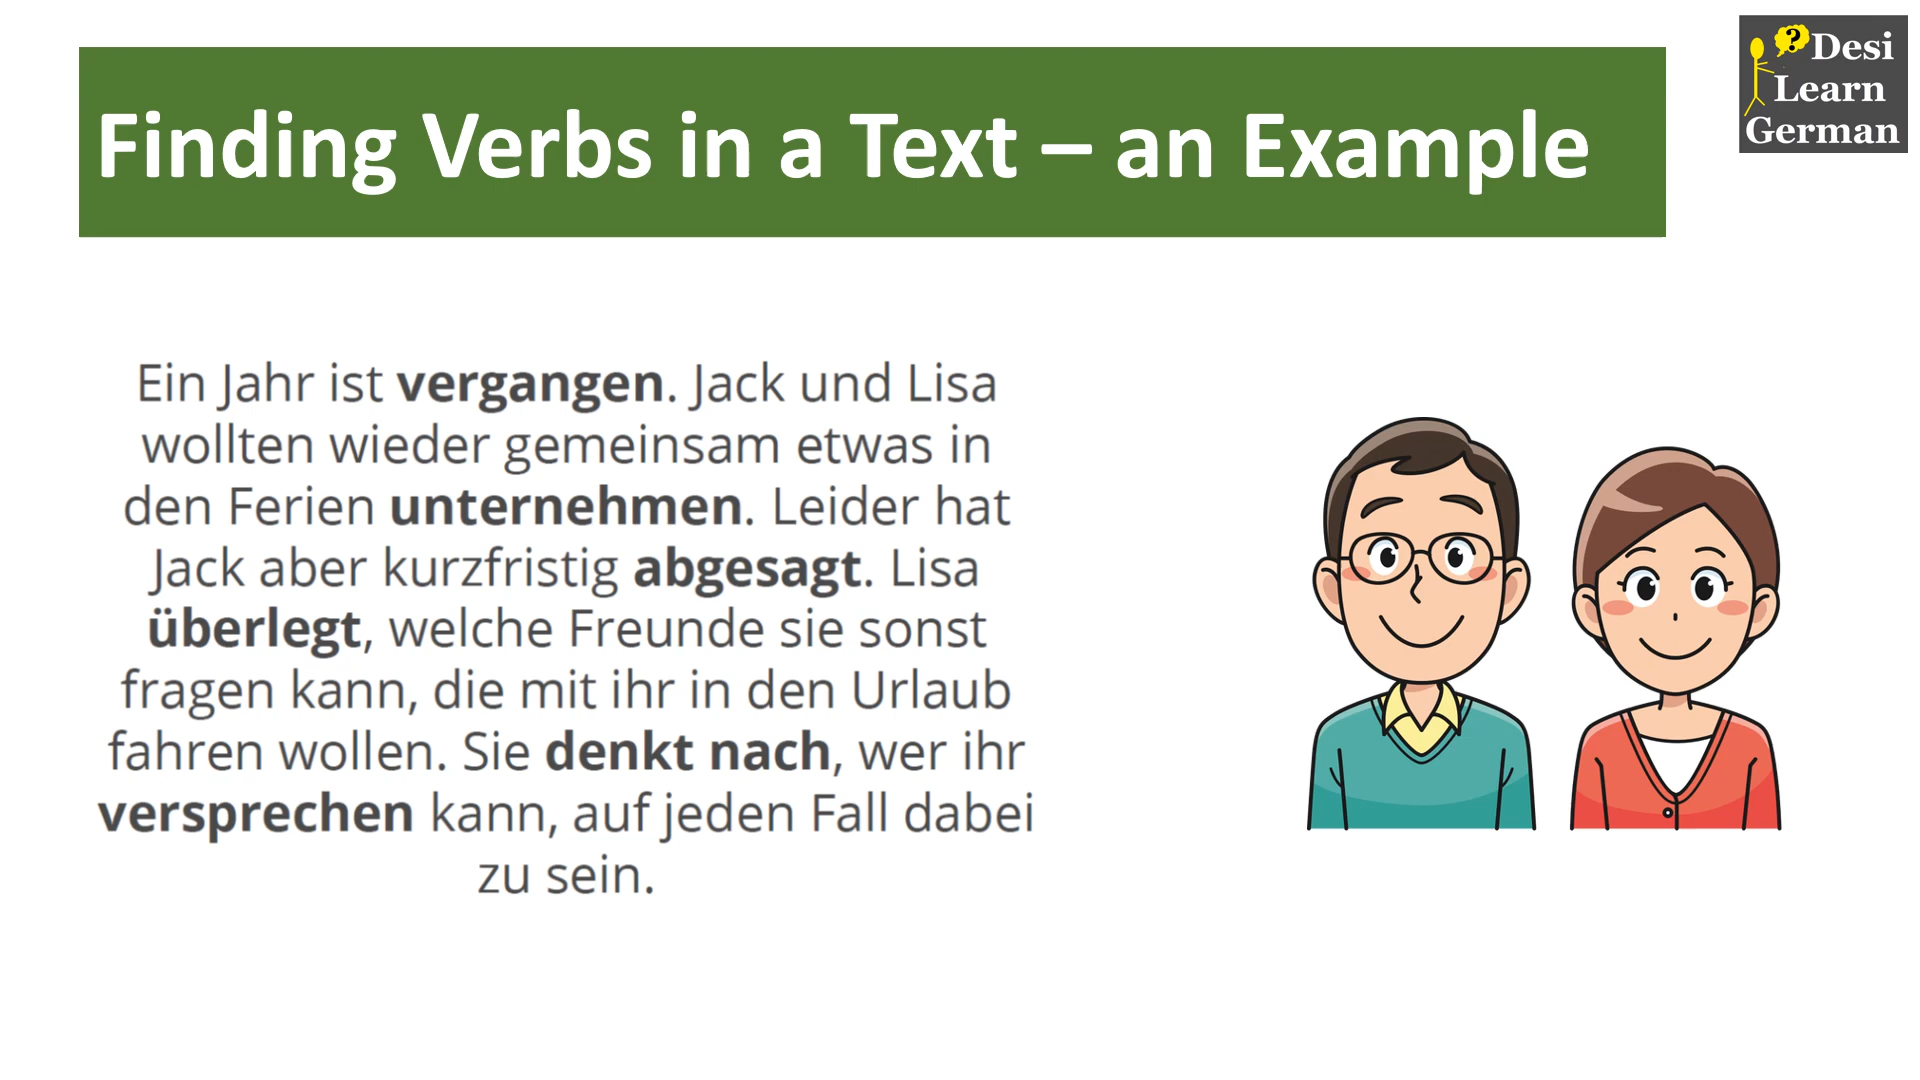 Finding Verbs in a Text – an Example
? Desi
Learn
German
Ein Jahr ist vergangen. Jack und Lisa
wollten wieder gemeinsam etwas in
den Ferien unternehmen. Leider hat
Jack aber kurzfristig abgesagt. Lisa
überlegt, welche Freunde sie sonst
fragen kann, die mit ihr in den Urlaub
fahren wollen. Sie denkt nach, wer ihr
versprechen kann, auf jeden Fall dabei
zu sein.